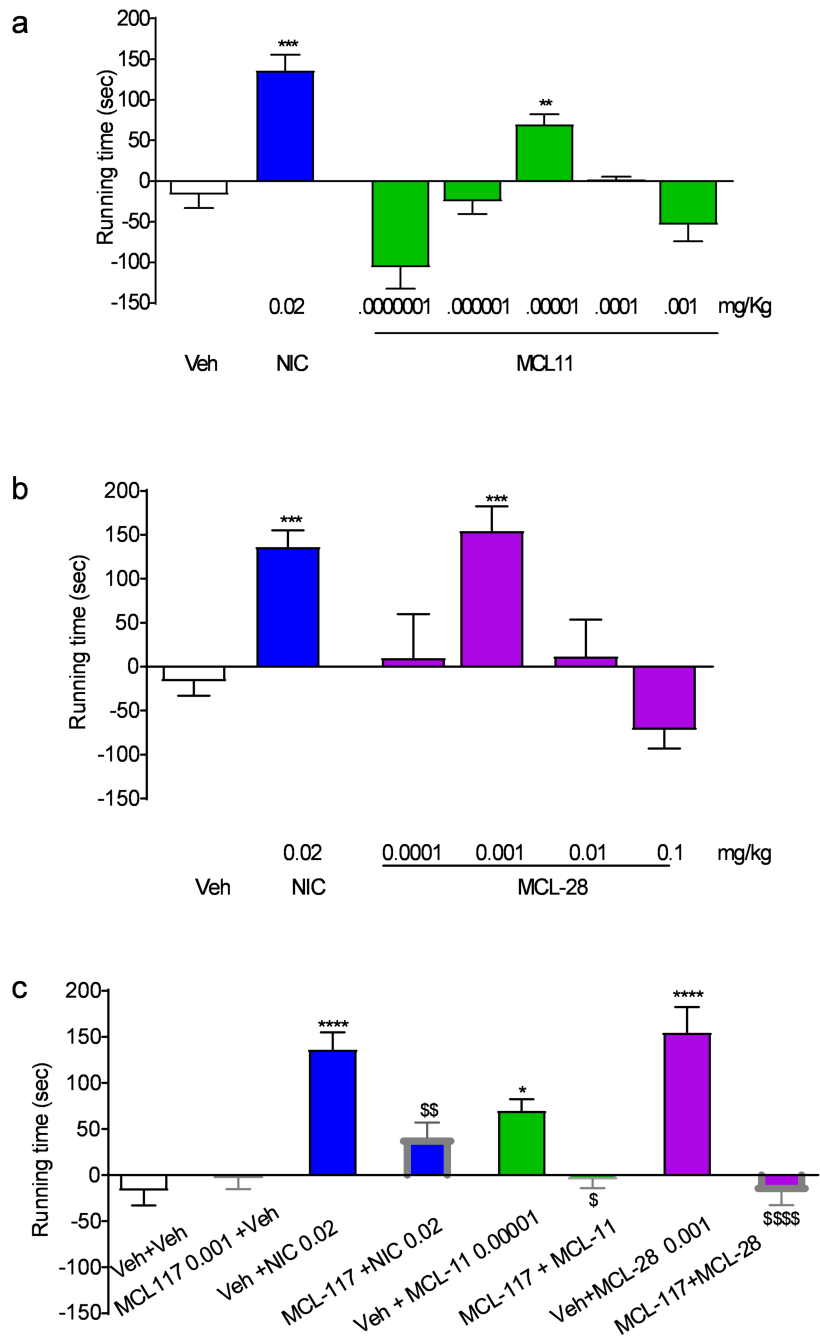 a
Running time (sec)
200
150
100
50
0
-50
-100
-150
***
**
0.02 .0000001 .000001 .00001 .0001 .001 mg/Kg
Veh NIC MCL11
b
Running time (sec)
200
150
100
50
0
-50
-100
-150
***
***
0.02 0.0001 0.001 0.01 0.1 mg/kg
Veh NIC MCL-28
c
Running time (sec)
200
150
100
50
0
-50
-100
-150
****
$$
*
$
****
$$$$
Veh+Veh
MCL117 0.001 +Veh
Veh +NIC 0.02
MCL-117 +NIC 0.02
Veh + MCL-11 0.00001
MCL-117 + MCL-11
Veh+MCL-28 0.001
MCL-117+MCL-28